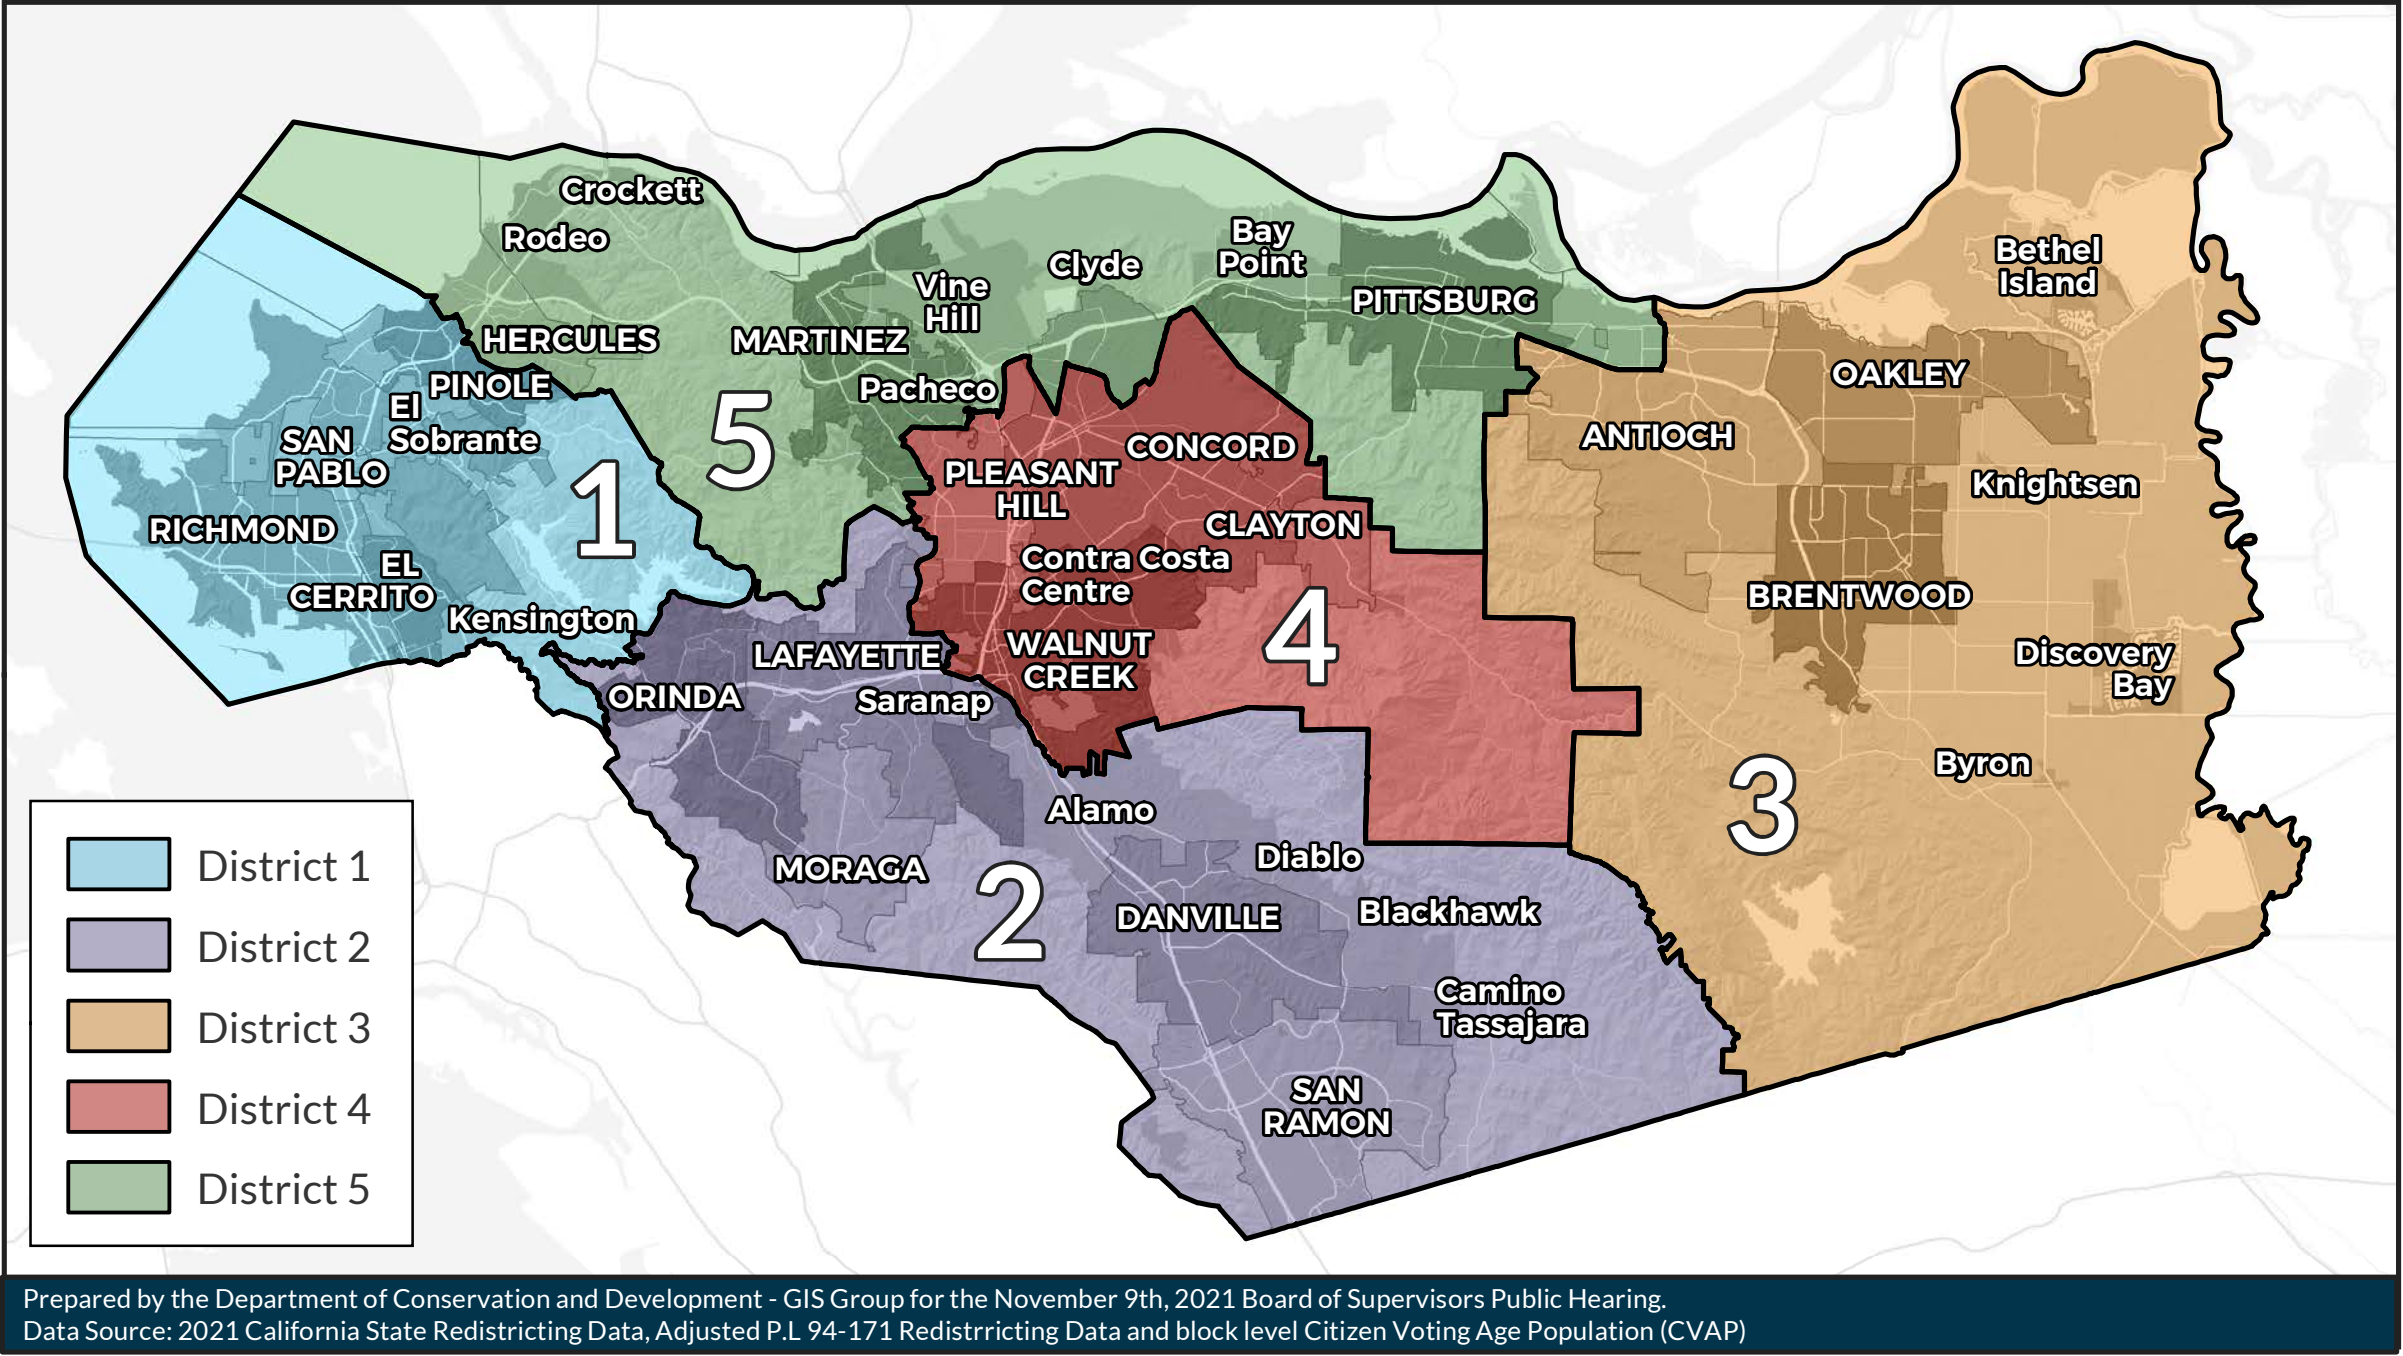 Crockett
Rodeo
Bay
Point
Clyde
Vine
Hill
Bethel
Island
PITTSBURG
HERCULES
MARTINEZ
OAKLEY
PINOLE
Pacheco
El
Sobrante
SAN
PABLO
ANTIOCH
5
CONCORD
PLEASANT
HILL
Knightsen
1
RICHMOND
CLAYTON
EL
CERRITO
Contra Costa
Centre
BRENTWOOD
Kensington
4
LAFAYETTE
WALNUT
CREEK
Discovery
Bay
ORINDA
Saranap
Byron
3
Alamo
MORAGA
Diablo
2
DANVILLE
Blackhawk
Camino
Tassajara
SAN
RAMON
District 1
District 2
District 3
District 4
District 5
Prepared by the Department of Conservation and Development - GIS Group for the November 9th, 2021 Board of Supervisors Public Hearing.
Data Source: 2021 California State Redistricting Data, Adjusted P.L 94-171 Redistrricting Data and block level Citizen Voting Age Population (CVAP)